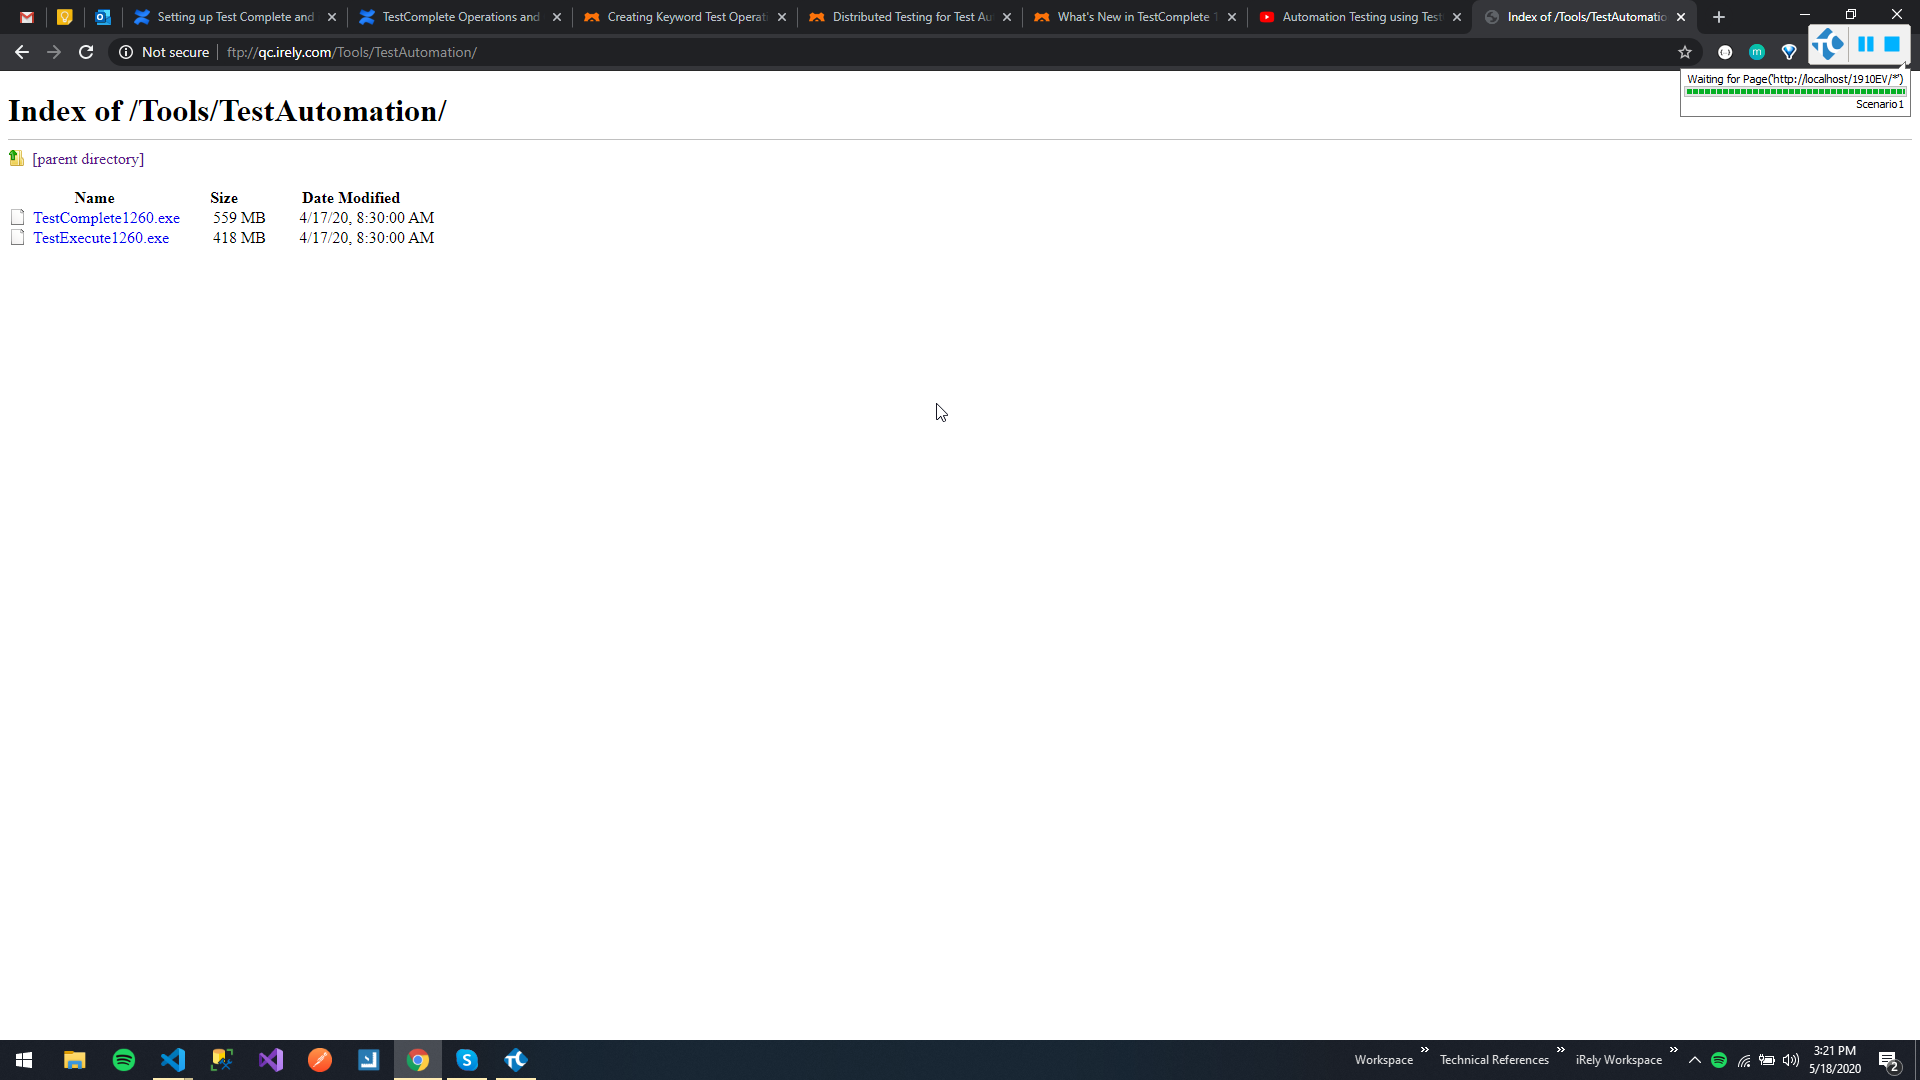 Setting up Test Complete and
TestComplete Operations and
Creating Keyword Test Operati
Distributed Testing for Test Au
What's New in TestComplete 1
Automation Testing using Test
Index of /Tools/TestAutomatio
Not secure
ftp://qc.irely.com/Tools/TestAutomation/
Waiting for Page('http://localhost/1910EV/*')
Scenario1
Index of /Tools/TestAutomation/
[parent directory]
Name Size Date Modified
TestComplete1260.exe 559 MB 4/17/20, 8:30:00 AM
TestExecute1260.exe 418 MB 4/17/20, 8:30:00 AM
Workspace » Technical References » iRely Workspace »
3:21 PM
5/18/2020
2